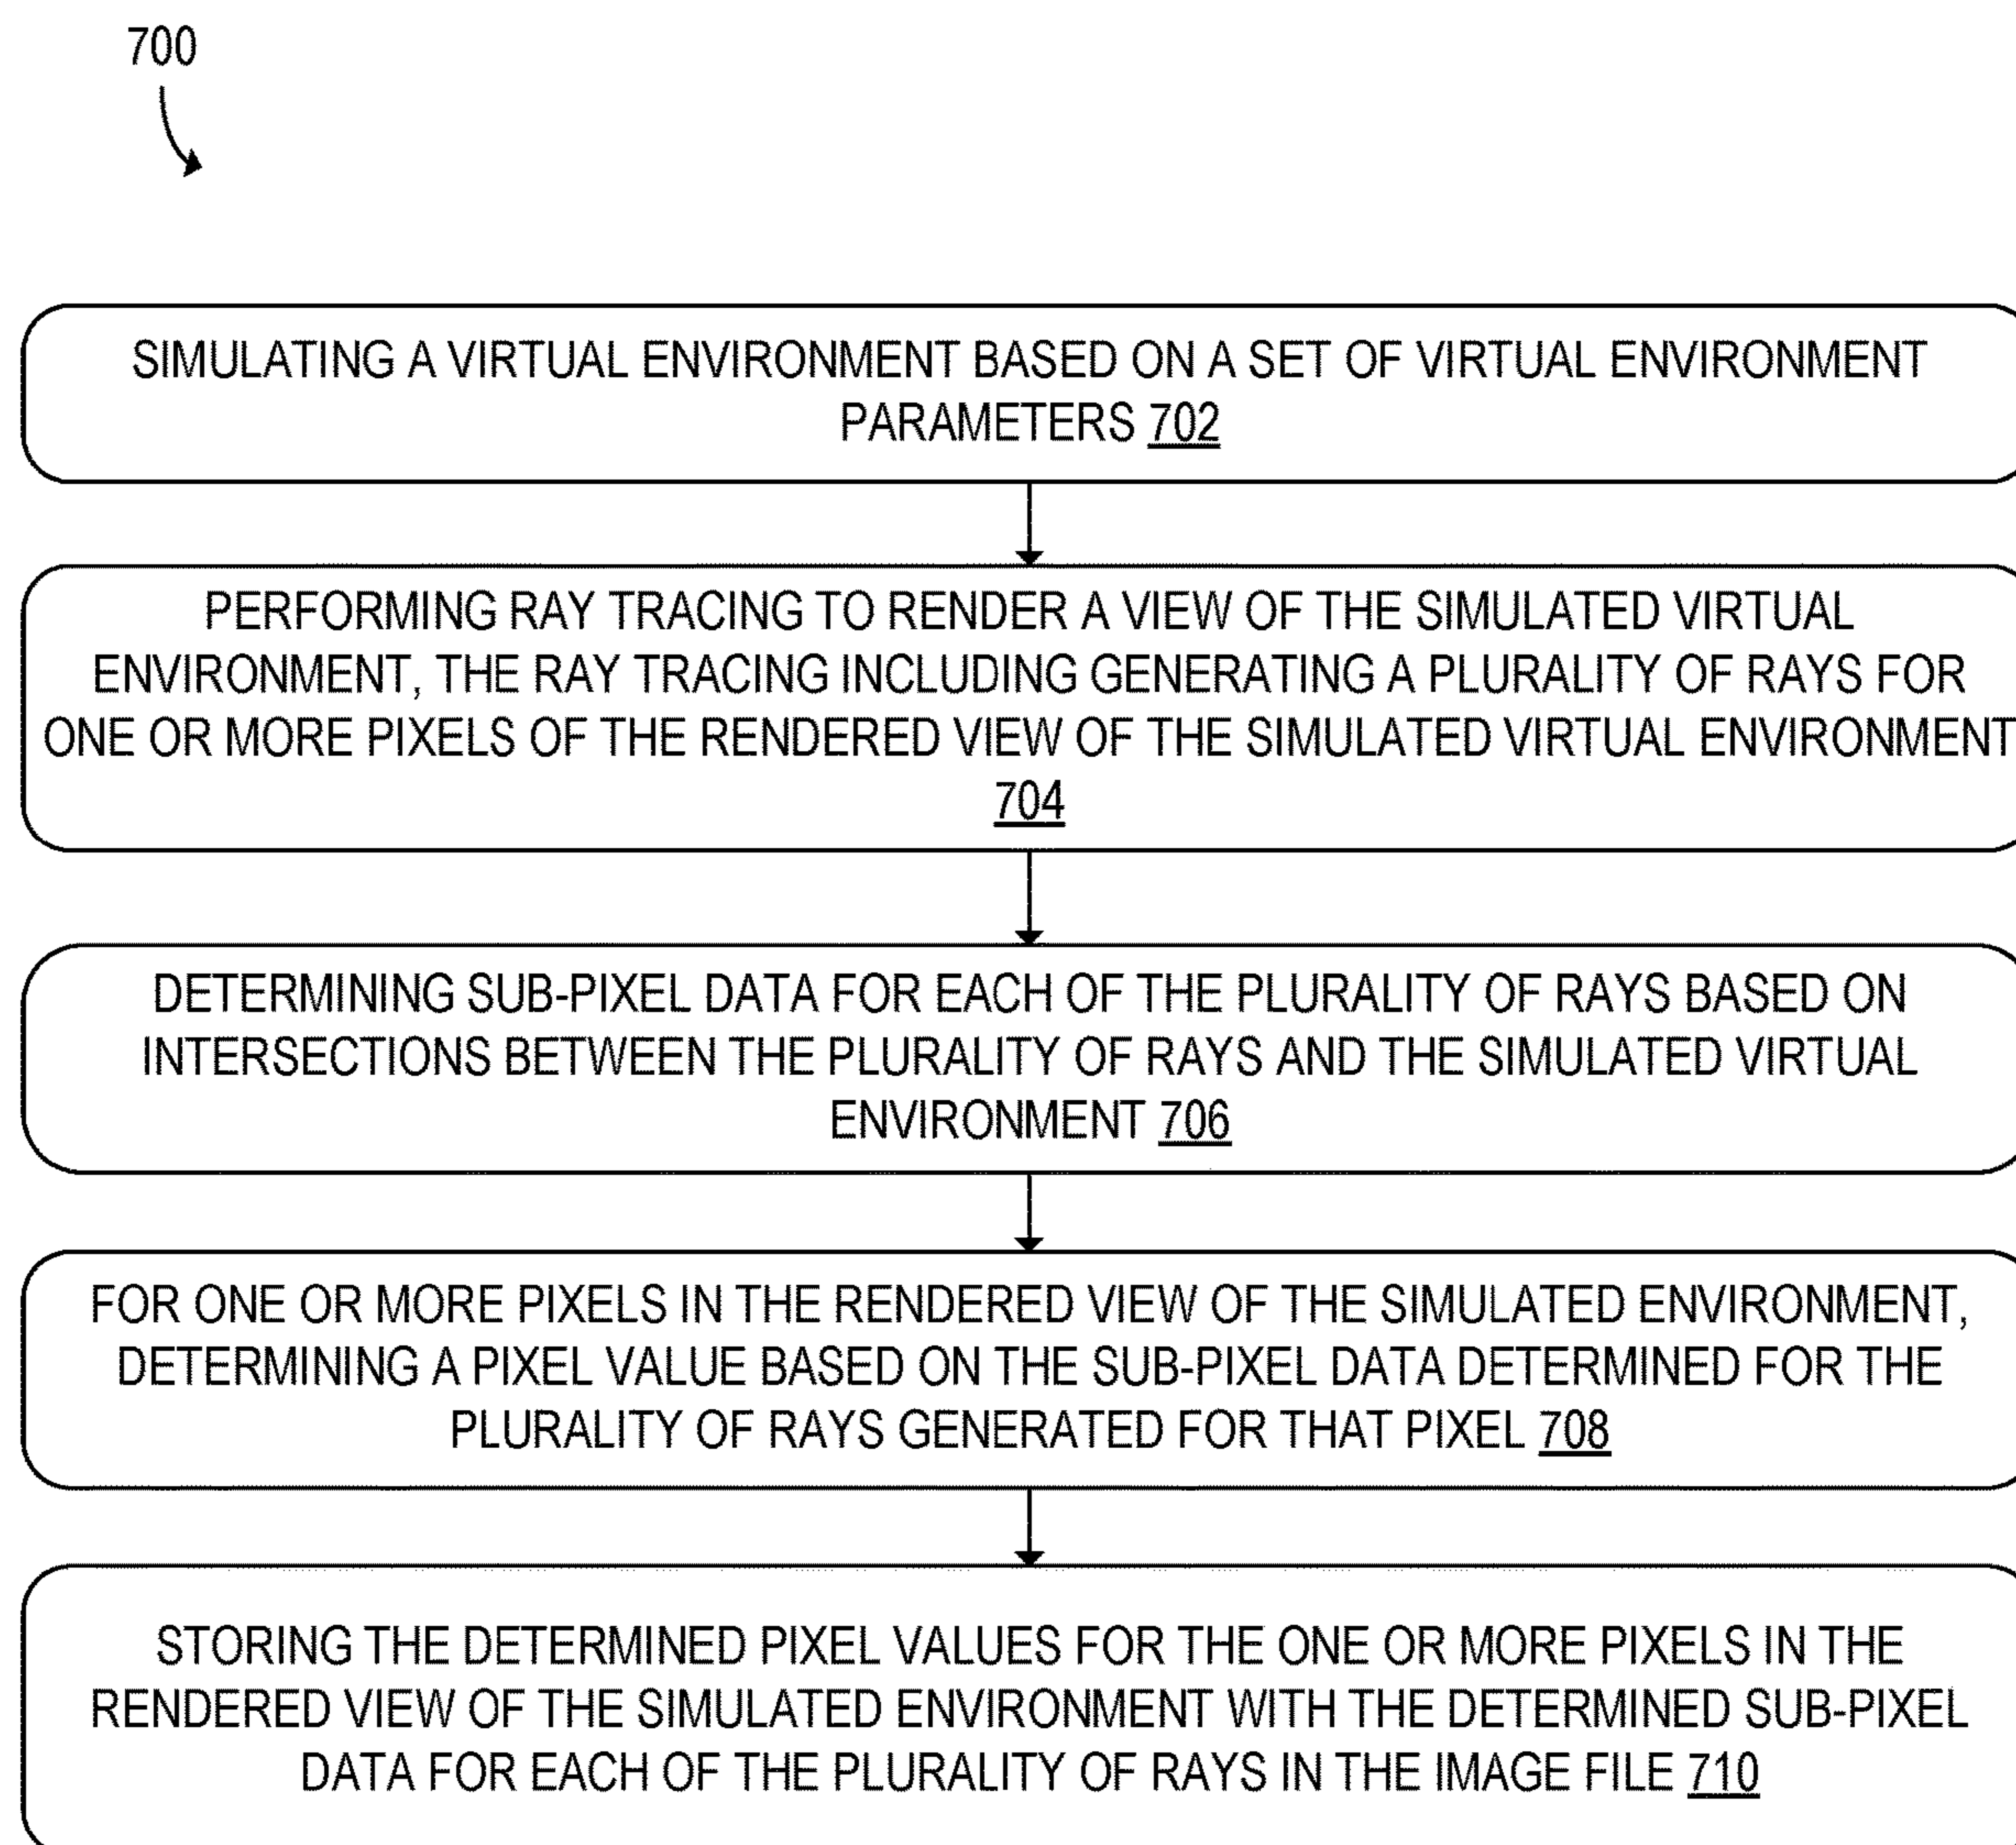 700
SIMULATING A VIRTUAL ENVIRONMENT BASED ON A SET OF VIRTUAL ENVIRONMENT
PARAMETERS 702
PERFORMING RAY TRACING TO RENDER A VIEW OF THE SIMULATED VIRTUAL
ENVIRONMENT, THE RAY TRACING INCLUDING GENERATING A PLURALITY OF RAYS FOR
ONE OR MORE PIXELS OF THE RENDERED VIEW OF THE SIMULATED VIRTUAL ENVIRONMENT
704
DETERMINING SUB-PIXEL DATA FOR EACH OF THE PLURALITY OF RAYS BASED ON
INTERSECTIONS BETWEEN THE PLURALITY OF RAYS AND THE SIMULATED VIRTUAL
ENVIRONMENT 706
FOR ONE OR MORE PIXELS IN THE RENDERED VIEW OF THE SIMULATED ENVIRONMENT,
DETERMINING A PIXEL VALUE BASED ON THE SUB-PIXEL DATA DETERMINED FOR THE
PLURALITY OF RAYS GENERATED FOR THAT PIXEL 708
STORING THE DETERMINED PIXEL VALUES FOR THE ONE OR MORE PIXELS IN THE
RENDERED VIEW OF THE SIMULATED ENVIRONMENT WITH THE DETERMINED SUB-PIXEL
DATA FOR EACH OF THE PLURALITY OF RAYS IN THE IMAGE FILE 710